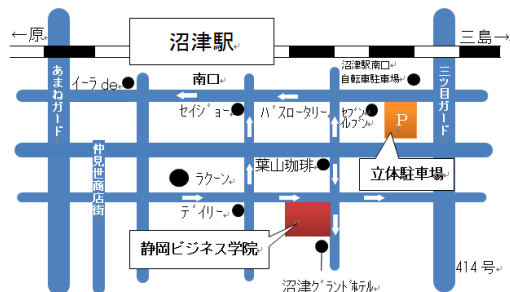 ←原
沼津駅
三島→
あまねガード
イーラde
南口
沼津駅南口
自転車駐車場
三ツ目ガード
セイジョー
バスロータリー
セブン
イレブン
P
仲見世商店街
ラクーン
葉山珈琲
立体駐車場
デイリー
静岡ビジネス学院
沼津グランドホテル
414号